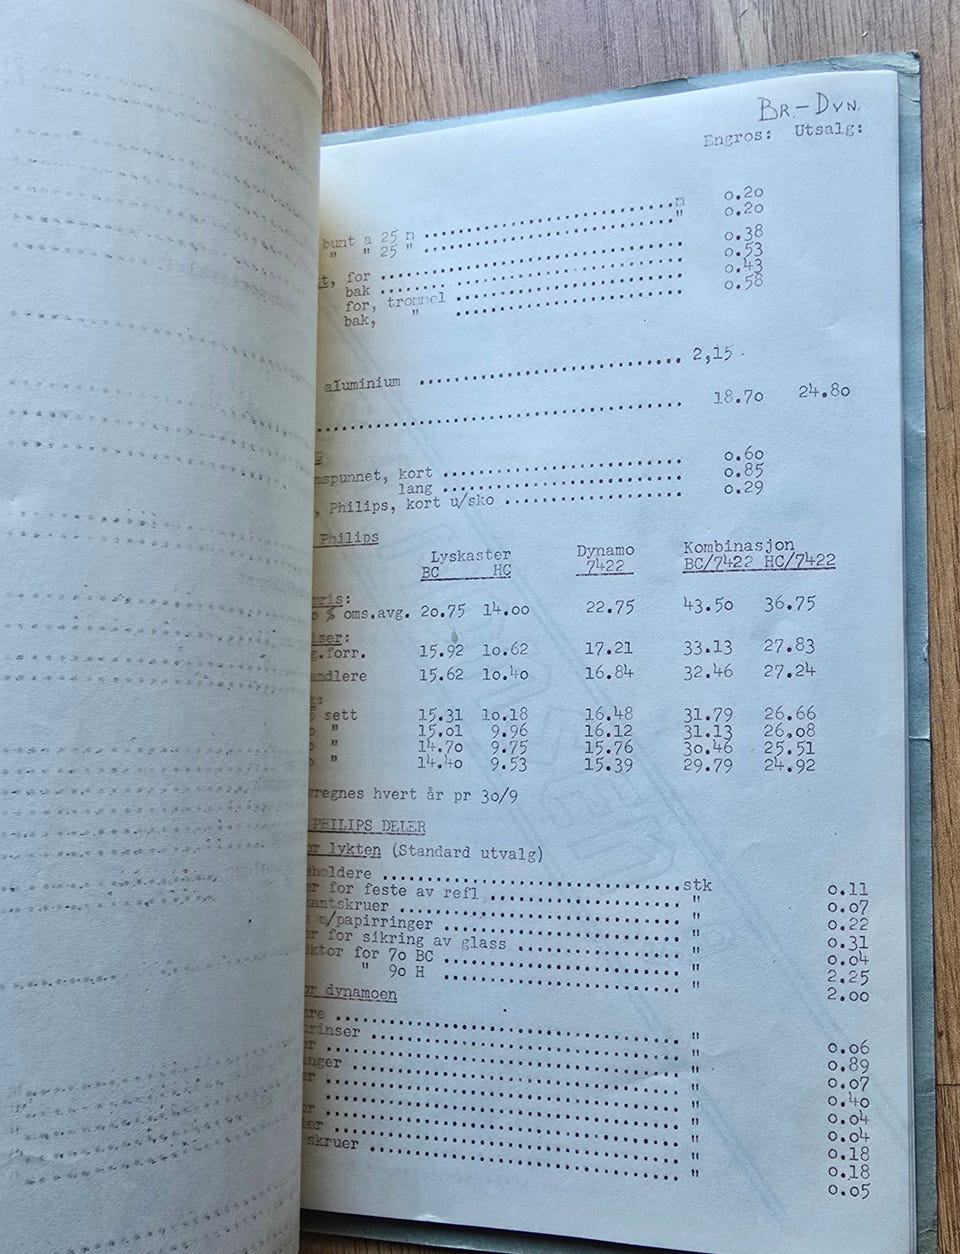 Br.-Dyn.
Engros: Utsalg:
bunt a 25 m ........ m 0.20
" " 25 " ........ " 0.20
for ........ 0.38
bak ........ 0.53
for, trommel ........ 0.43
bak, " ........ 0.58
aluminium ........ 2,15
........ 18.70 24.80
kort ........ 0.60
lang ........ 0.85
, Philips, kort u/sko ........ 0.29
Philips
Lyskaster Dynamo Kombinasjon
BC HC 7422 BC/7422 HC/7422
% oms.avg. 20.75 14.00 22.75 43.50 36.75
forr. 15.92 10.62 17.21 33.13 27.83
15.62 10.40 16.84 32.46 27.24
sett 15.31 10.18 16.48 31.79 26.66
" 15.01 9.96 16.12 31.13 26,08
" 14.70 9.75 15.76 30.46 25.51
" 14.40 9.53 15.39 29.79 24.92
regnes hvert år pr 30/9
PHILIPS DELER
lykten (Standard utvalg)
holdere ........ stk 0.11
for feste av refl ........ " 0.07
skruer ........ " 0.22
m/papirringer ........ " 0.31
for sikring av glass ........ " 0.04
for 70 BC ........ " 2.25
" 90 H ........ " 2.00
dynamoen
........ " 0.06
........ " 0.89
........ " 0.07
........ " 0.40
........ " 0.04
........ " 0.04
........ " 0.18
........ " 0.18
skruer ........ " 0.05